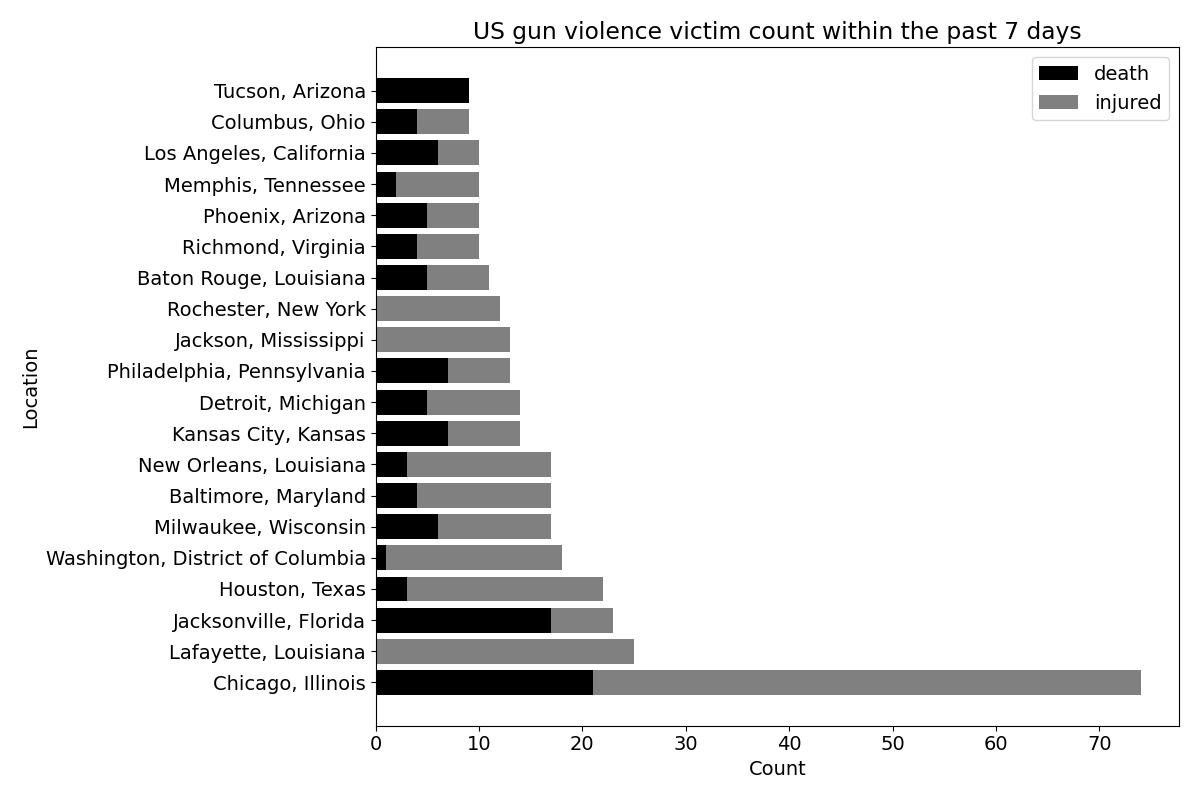 US gun violence victim count within the past 7 days
death
injured
Tucson, Arizona
Columbus, Ohio
Los Angeles, California
Memphis, Tennessee
Phoenix, Arizona
Richmond, Virginia
Baton Rouge, Louisiana
Rochester, New York
Jackson, Mississippi
Philadelphia, Pennsylvania
Detroit, Michigan
Kansas City, Kansas
New Orleans, Louisiana
Baltimore, Maryland
Milwaukee, Wisconsin
Washington, District of Columbia
Houston, Texas
Jacksonville, Florida
Lafayette, Louisiana
Chicago, Illinois
Location
0 10 20 30 40 50 60 70
Count